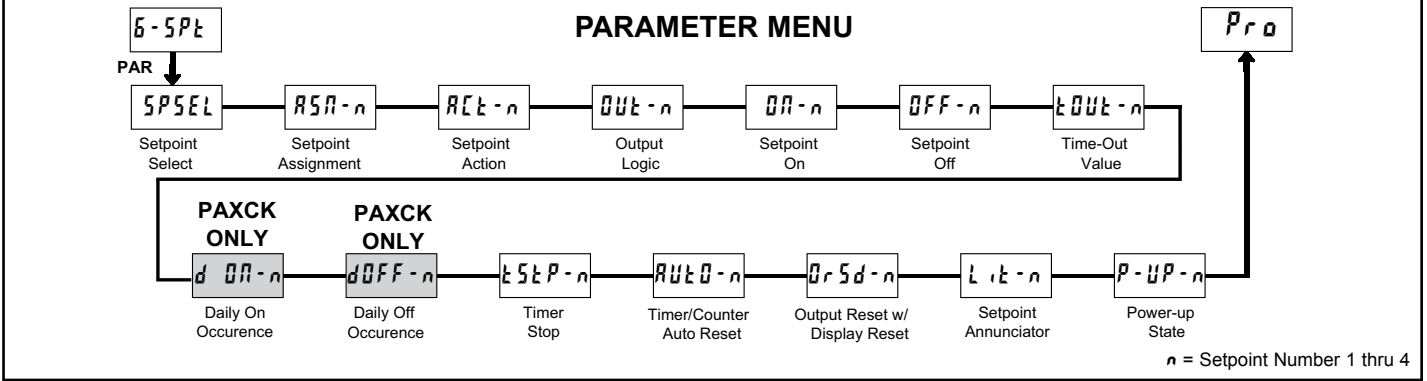 PARAMETER MENU
6-SPt
Pro
PAR
SPSEL
ASN-n
ACt-n
OUt-n
ON-n
OFF-n
tOUt-n
Setpoint
Select
Setpoint
Assignment
Setpoint
Action
Output
Logic
Setpoint
On
Setpoint
Off
Time-Out
Value
PAXCK
ONLY
PAXCK
ONLY
d ON-n
dOFF-n
tStP-n
AUtO-n
OrSd-n
Lit-n
P-UP-n
Daily On
Occurence
Daily Off
Occurence
Timer
Stop
Timer/Counter
Auto Reset
Output Reset w/
Display Reset
Setpoint
Annunciator
Power-up
State
n = Setpoint Number 1 thru 4